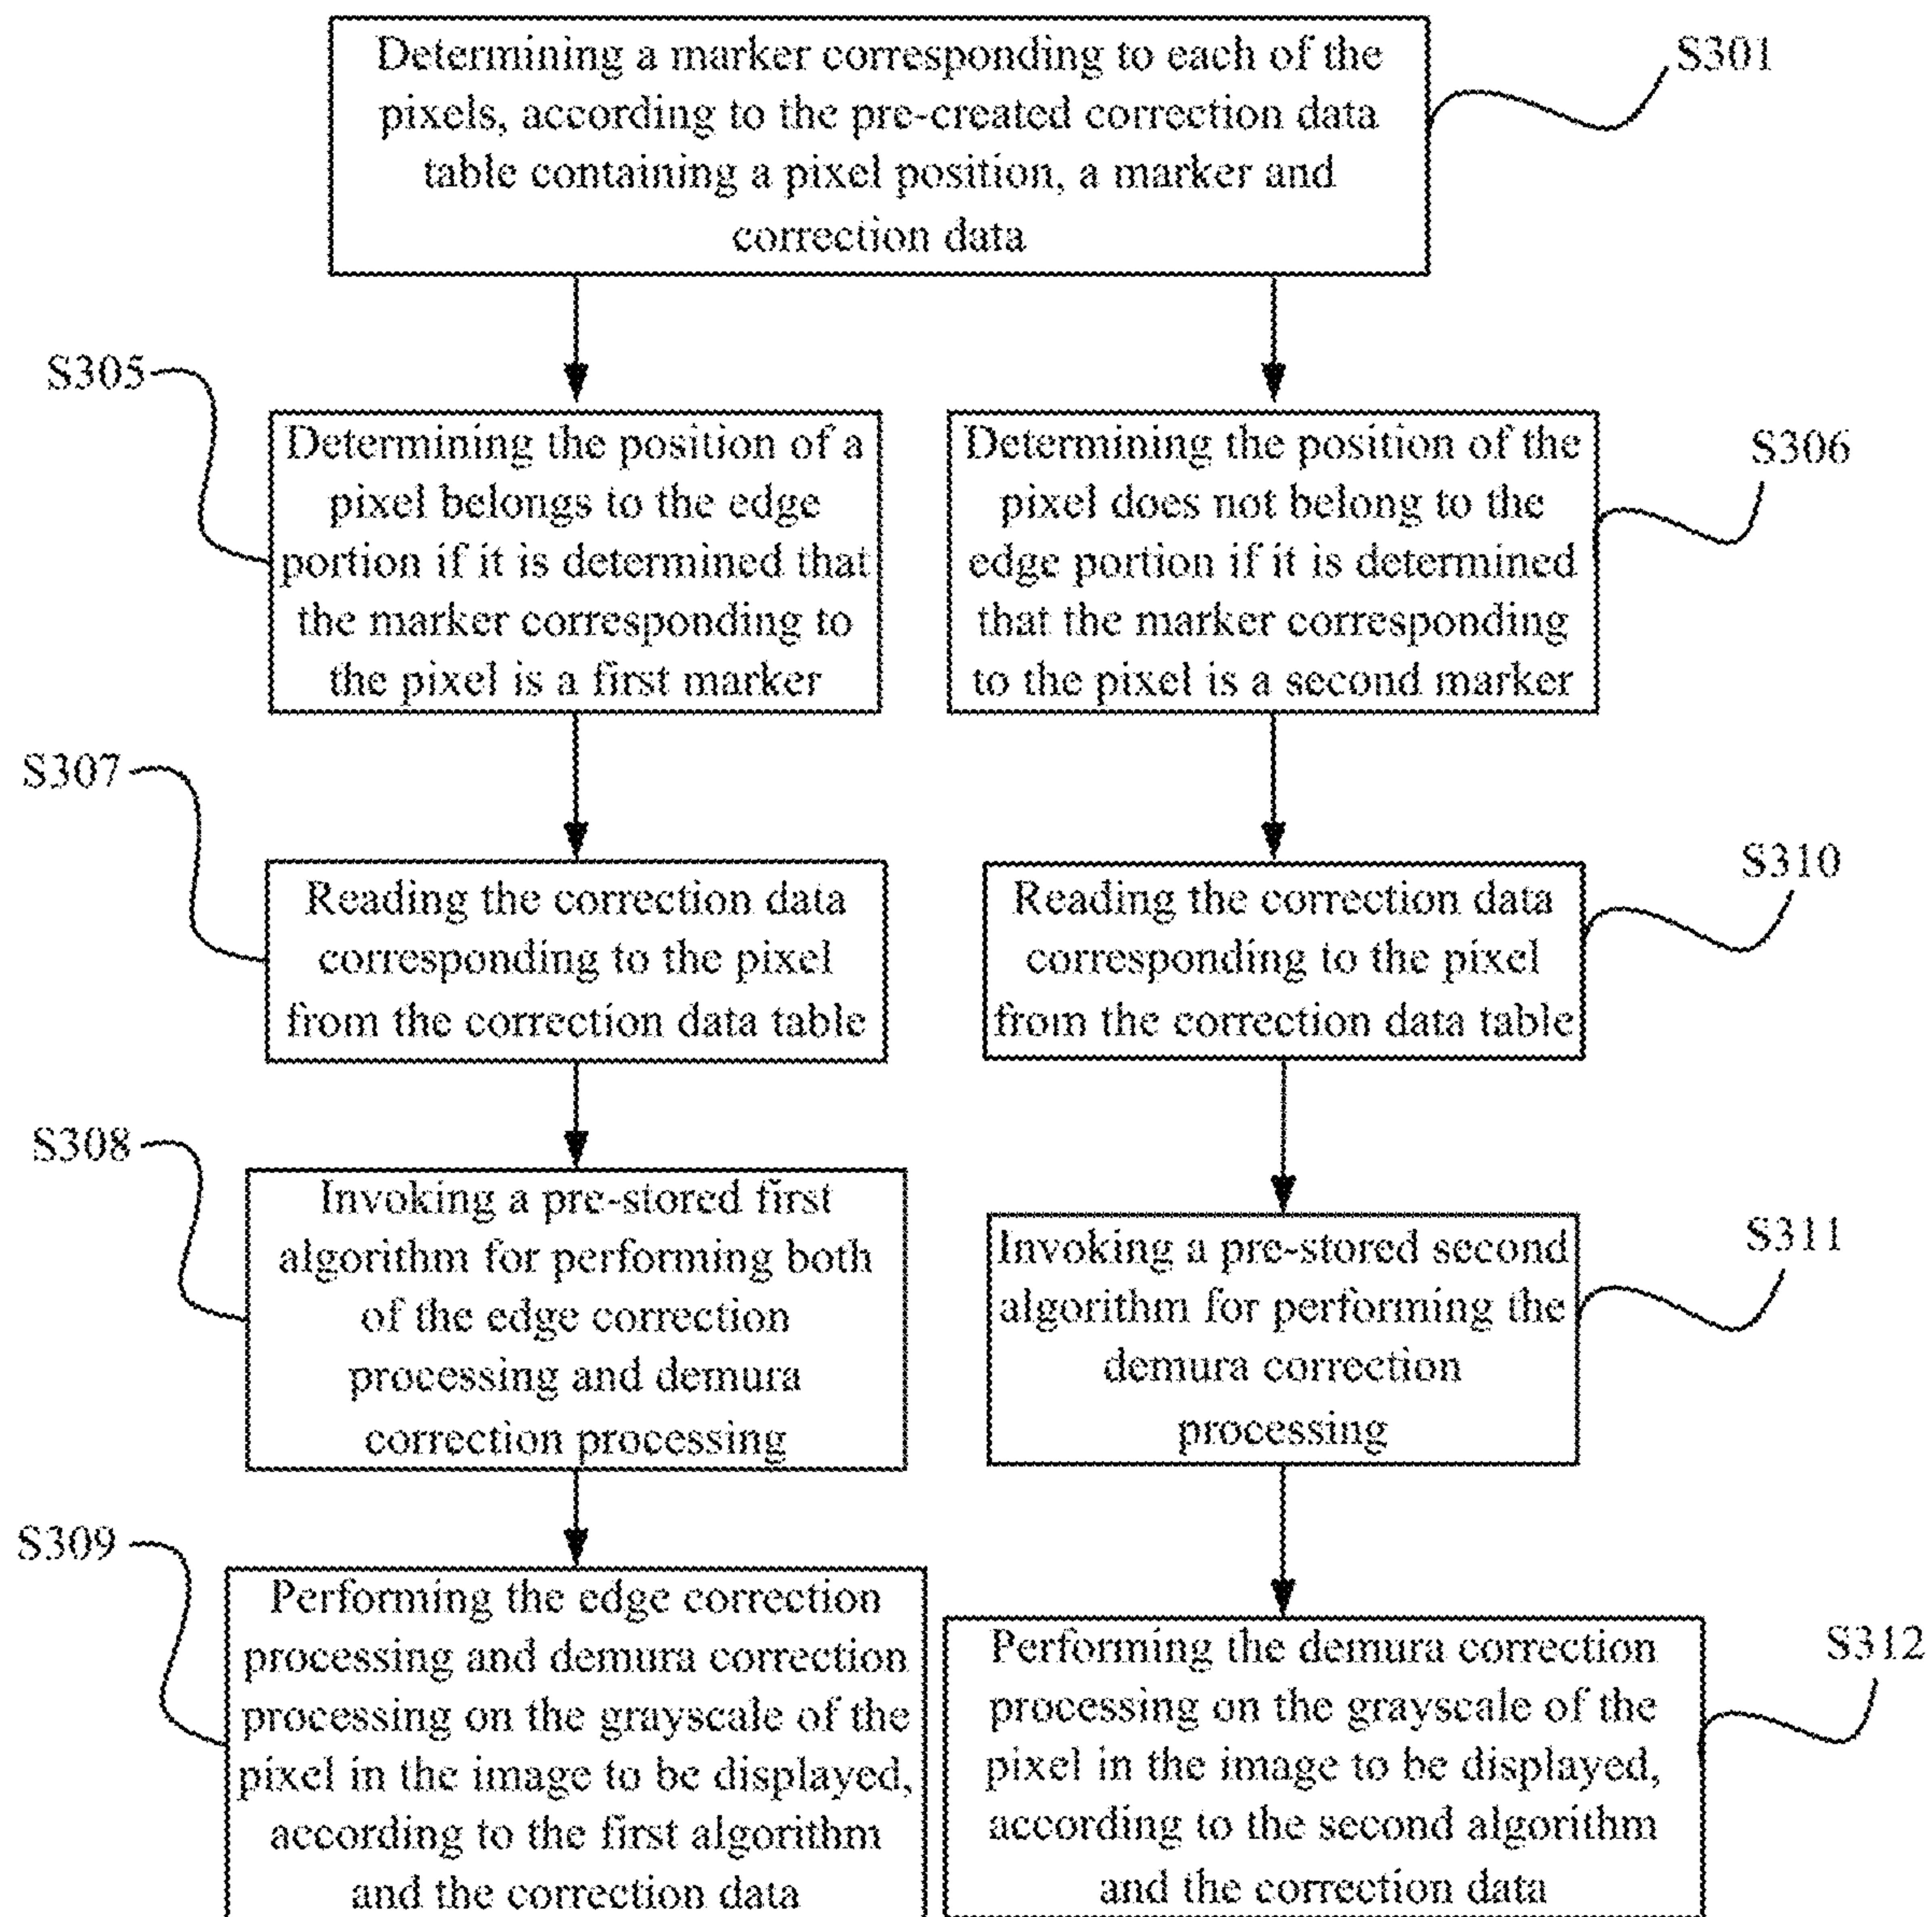 Determining a marker corresponding to each of the
pixels, according to the pre-created correction data
table containing a pixel position, a marker and
correction data
S301
S305
Determining the position of a
pixel belongs to the edge
portion if it is determined that
the marker corresponding to
the pixel is a first marker
Determining the position of the
pixel does not belong to the
edge portion if it is determined
that the marker corresponding
to the pixel is a second marker
S306
S307
Reading the correction data
corresponding to the pixel
from the correction data table
Reading the correction data
corresponding to the pixel
from the correction data table
S310
S308
Invoking a pre-stored first
algorithm for performing both
of the edge correction
processing and demura
correction processing
Invoking a pre-stored second
algorithm for performing the
demura correction
processing
S311
S309
Performing the edge correction
processing and demura correction
processing on the grayscale of the
pixel in the image to be displayed,
according to the first algorithm
and the correction data
Performing the demura correction
processing on the grayscale of the
pixel in the image to be displayed,
according to the second algorithm
and the correction data
S312